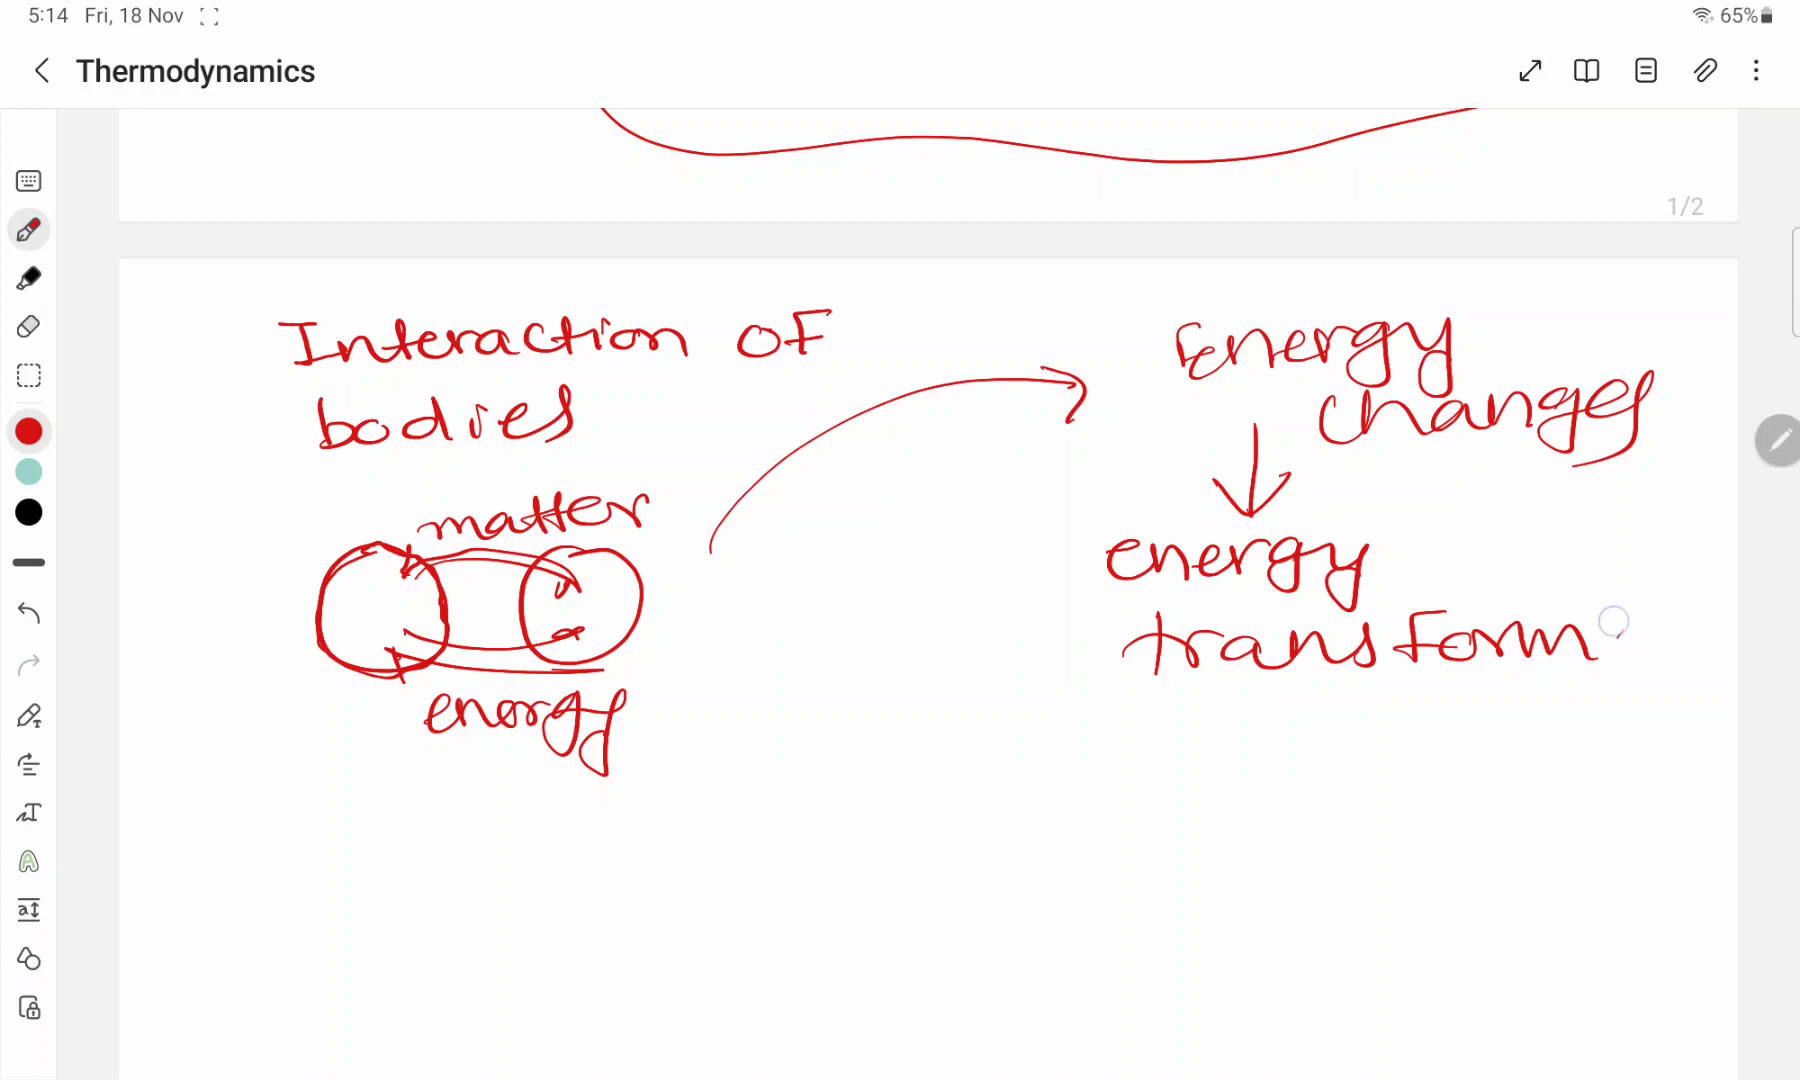 5:14 Fri, 18 Nov
65%
Thermodynamics
1/2
Interaction of
bodies
matter
energy
Energy
changes
energy
transform